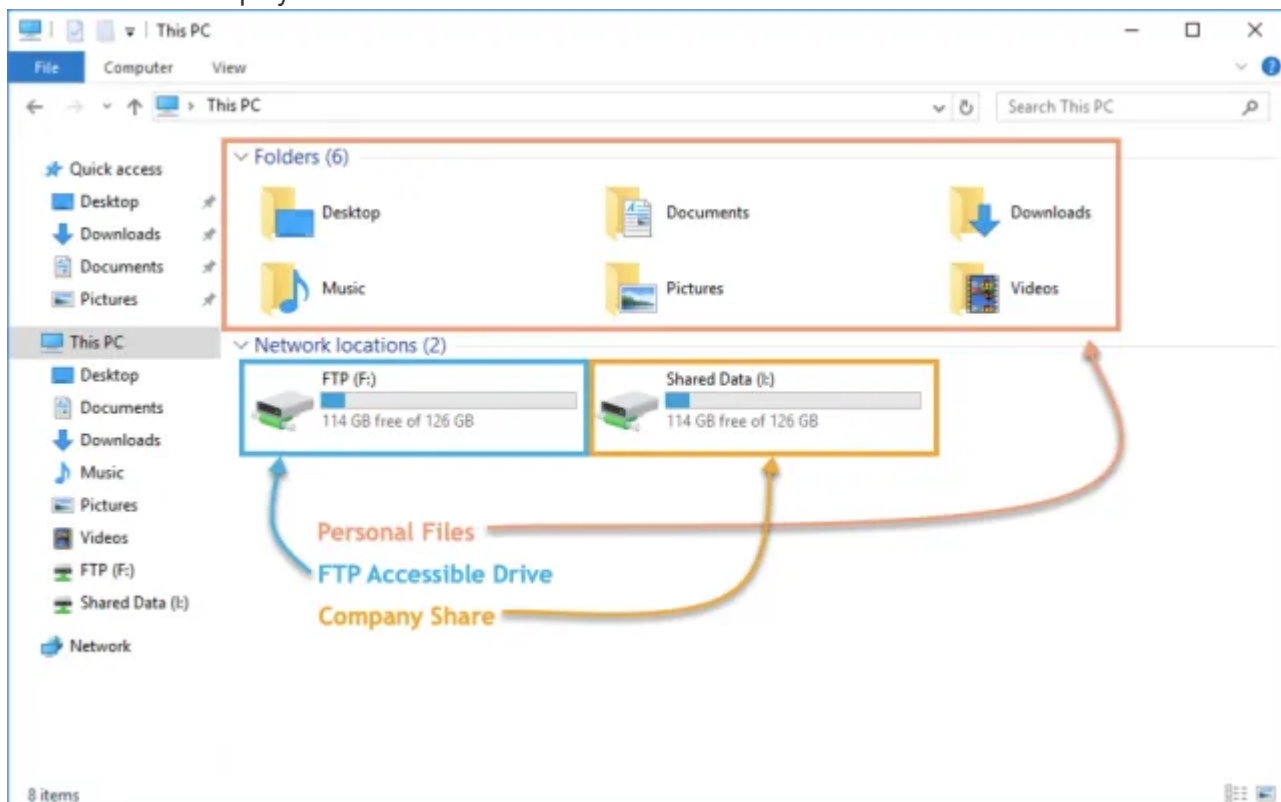 This PC
File Computer View
This PC
Search This PC
Quick access
Desktop
Downloads
Documents
Pictures
This PC
Desktop
Documents
Downloads
Music
Pictures
Videos
FTP (F:)
Shared Data (I:)
Network
Folders (6)
Desktop Documents Downloads
Music Pictures Videos
Network locations (2)
FTP (F:)
114 GB free of 126 GB
Shared Data (I:)
114 GB free of 126 GB
Personal Files
FTP Accessible Drive
Company Share
8 items